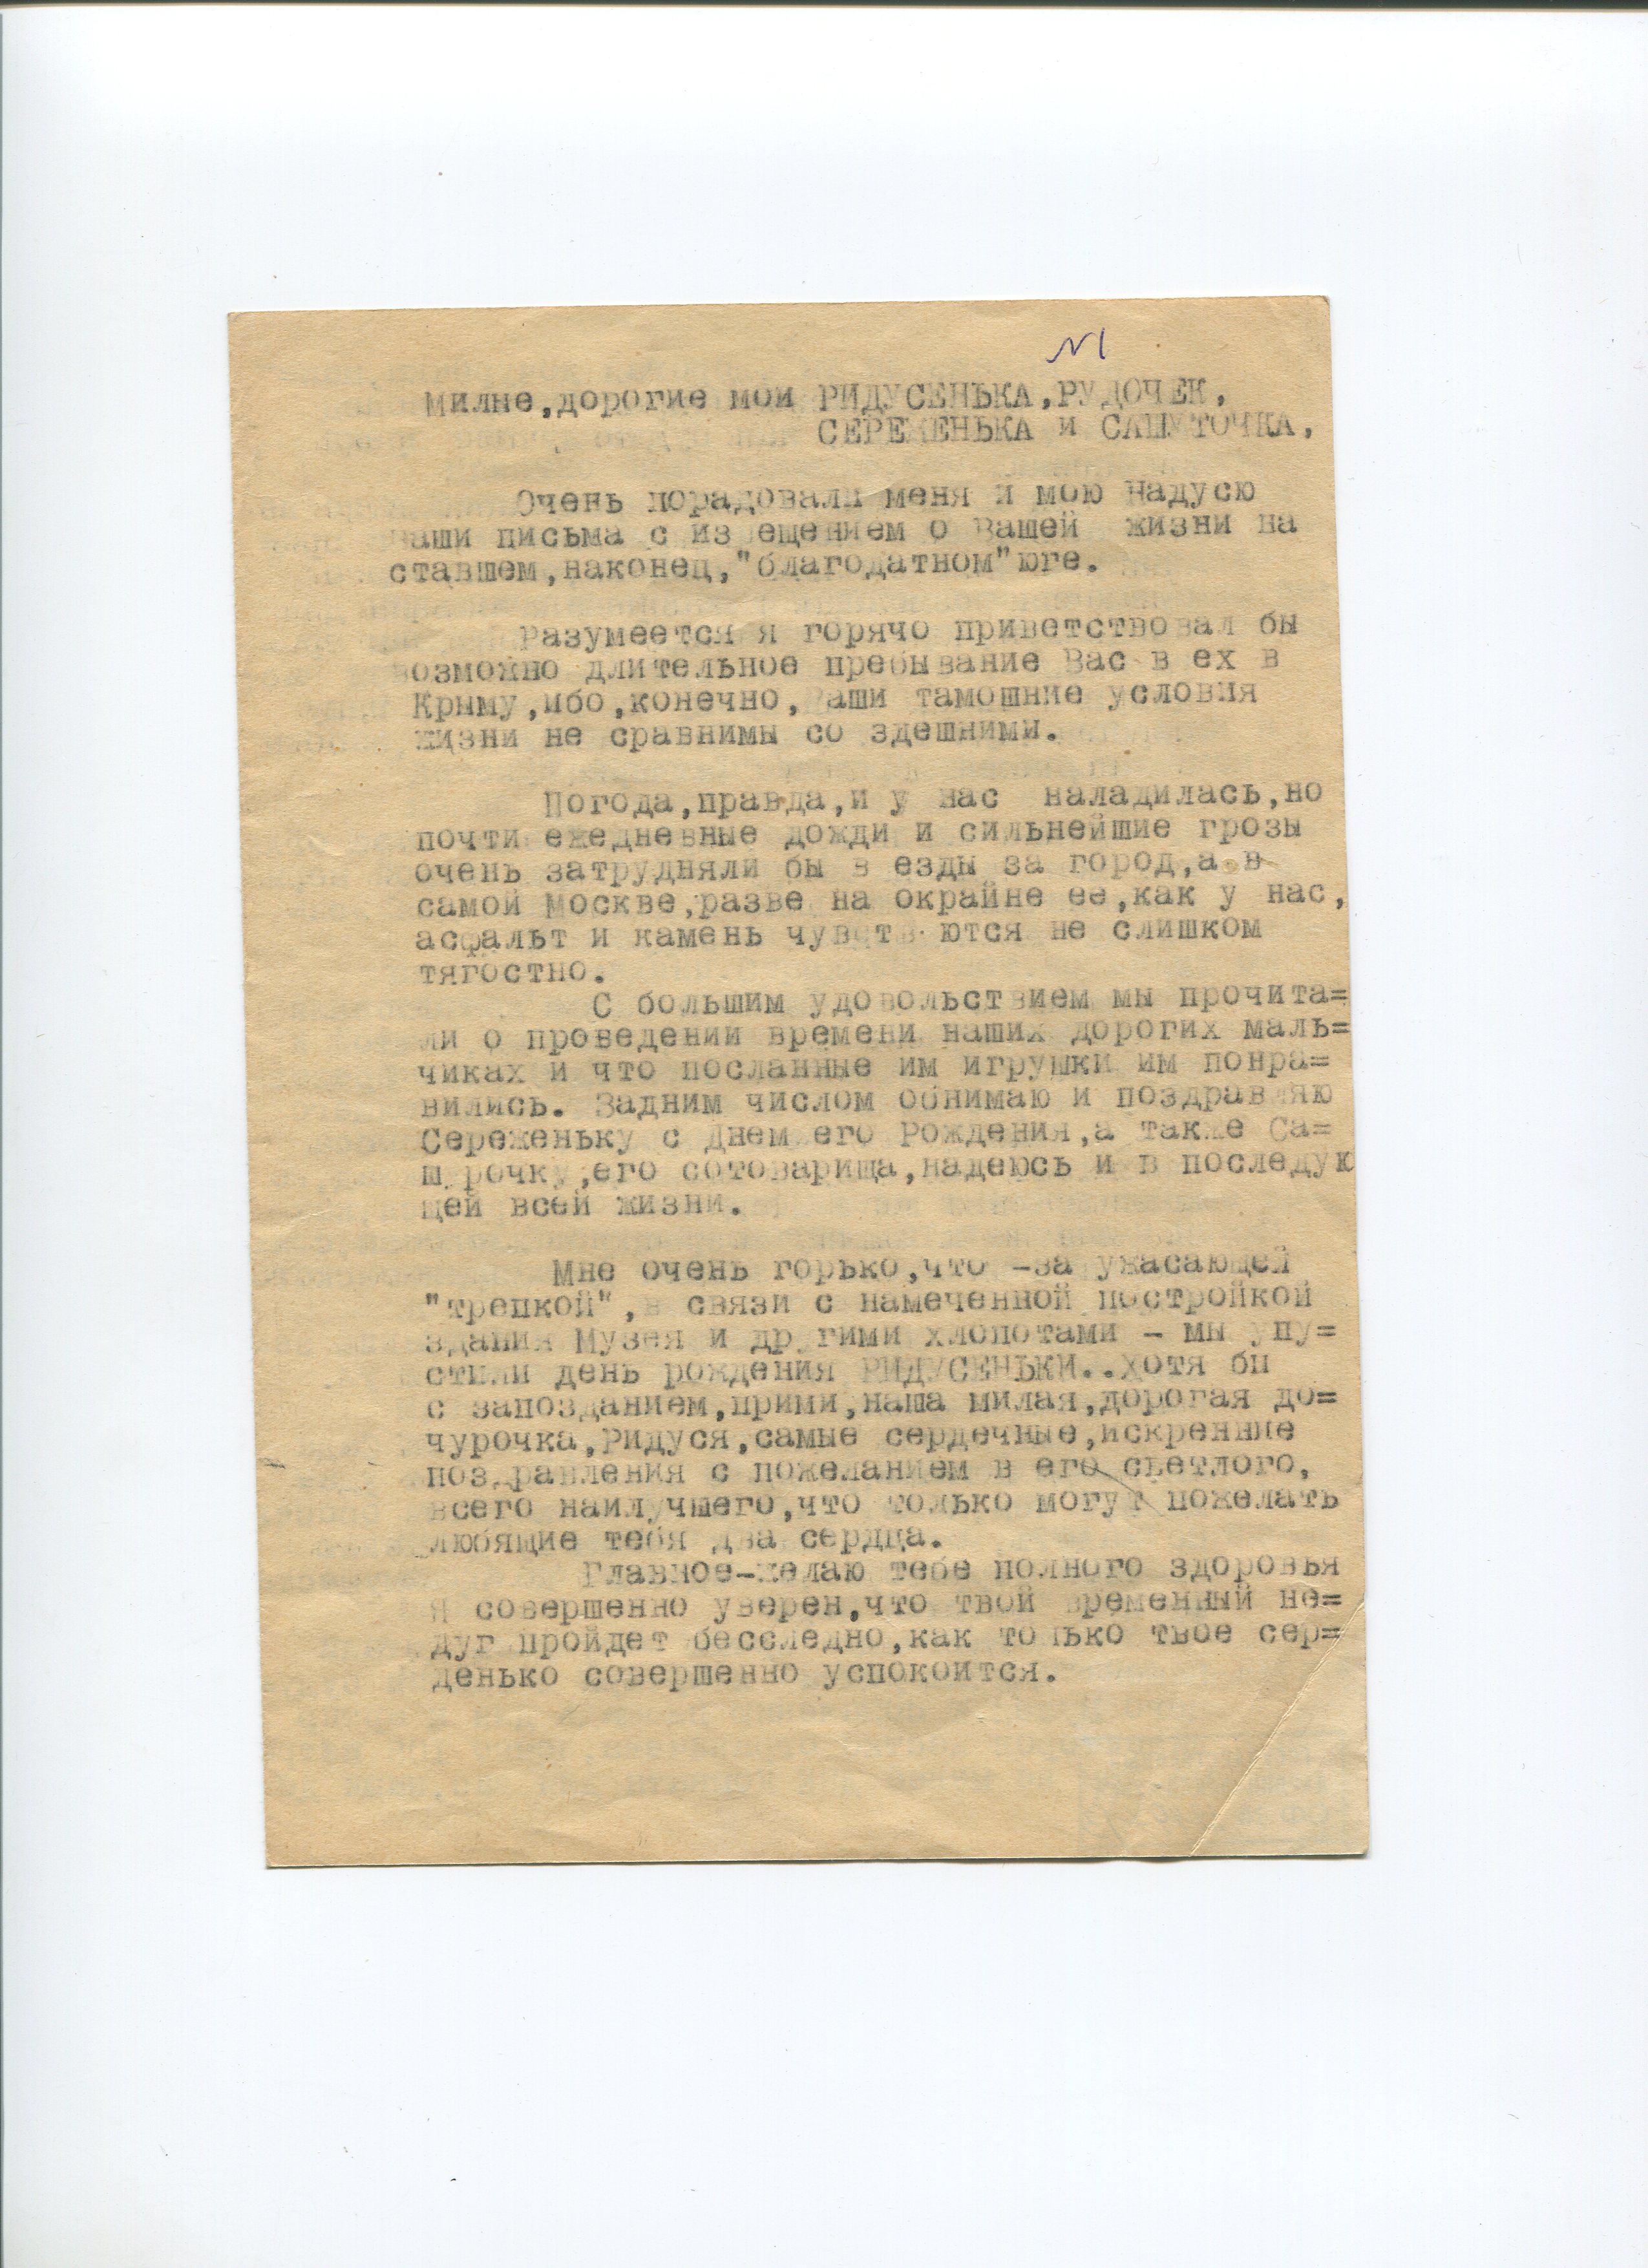 №1
Милые,дорогие мои РИДУСЕНЬКА,РУДОЧЕК,
СЕРЕЖЕНЬКА и САШУТОЧКА,
Очень порадовали меня и мою Надусю
Ваши письма с извещением о Вашей жизни на
ставшем,наконец,"благодатном"юге.
Разумеется я горячо приветствовал бы
возможно длительное пребывание Вас в ех в
Крыму,ибо,конечно,Ваши тамошние условия
жизни не сравнимы со здешними.
Погода,правда,и у нас наладилась,но
почти ежедневные дожди и сильнейшие грозы
очень затрудняли бы в езды за город,а в
самой Москве,разве на окрайне ее,как у нас,
асфальт и камень чувств ются не слишком
тягостно.
С большим удовольствием мы прочита=
ли о проведении времени наших дорогих маль=
чиках и что посланные им игрушки им понра=
вились. Задним числом обнимаю и поздравляю
Сереженьку с Днем его Рождения,а также Са=
шурочку,его сотоварища,надеюсь и в последую
щей всей жизни.
Мне очень горько,что -за ужасающей
"трепкой",в связи с намеченной постройкой
здания Музея и другими хлопотами - мы упу=
стили день рождения РИДУСЕНЬКИ..Хотя бы
с запозданием,прими,наша милая,дорогая до=
чурочка,Ридуся,самые сердечные,искренние
поздравления с пожеланием в его светлого,
всего наилучшего,что только могут пожелать
любящие тебя два сердца.
Главное-желаю тебе полного здоровья
Я совершенно уверен,что твой временный не=
дуг пройдет бесследно,как только твое сер=
денько совершенно успокоится.